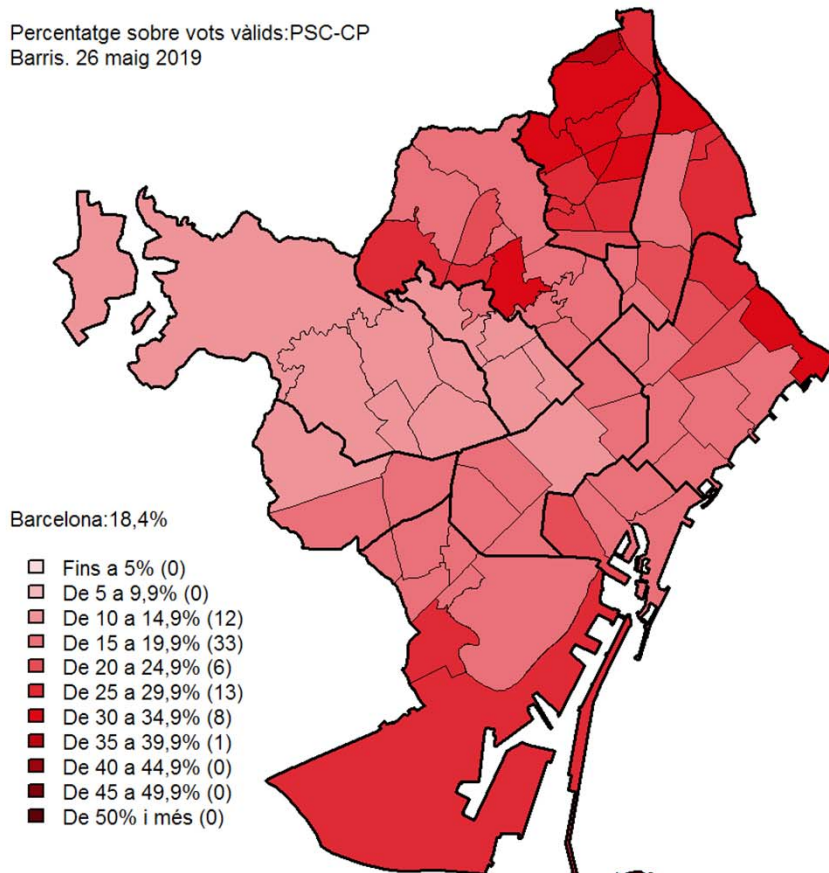 Percentatge sobre vots vàlids:PSC-CP
Barris. 26 maig 2019
Barcelona:18,4%
Fins a 5% (0)
De 5 a 9,9% (0)
De 10 a 14,9% (12)
De 15 a 19,9% (33)
De 20 a 24,9% (6)
De 25 a 29,9% (13)
De 30 a 34,9% (8)
De 35 a 39,9% (1)
De 40 a 44,9% (0)
De 45 a 49,9% (0)
De 50% i més (0)